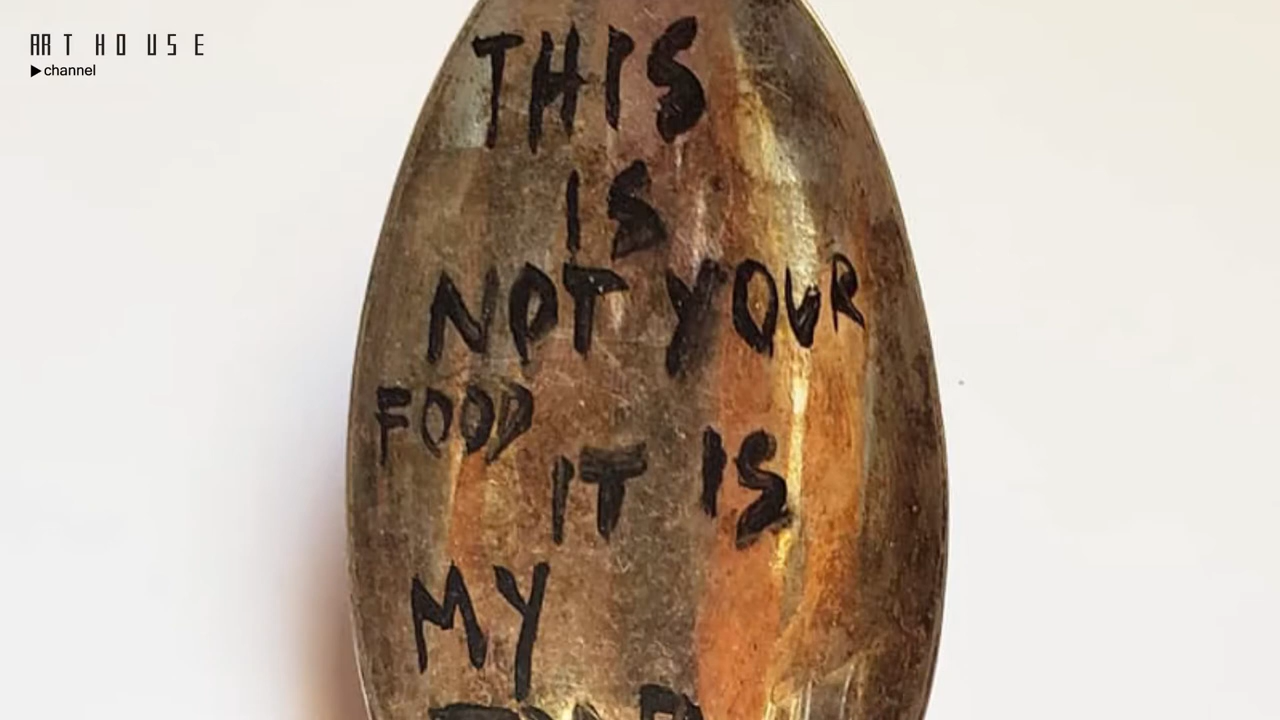 ART HOUSE
channel
THIS
IS
NOT YOUR
FOOD
IT IS
MY